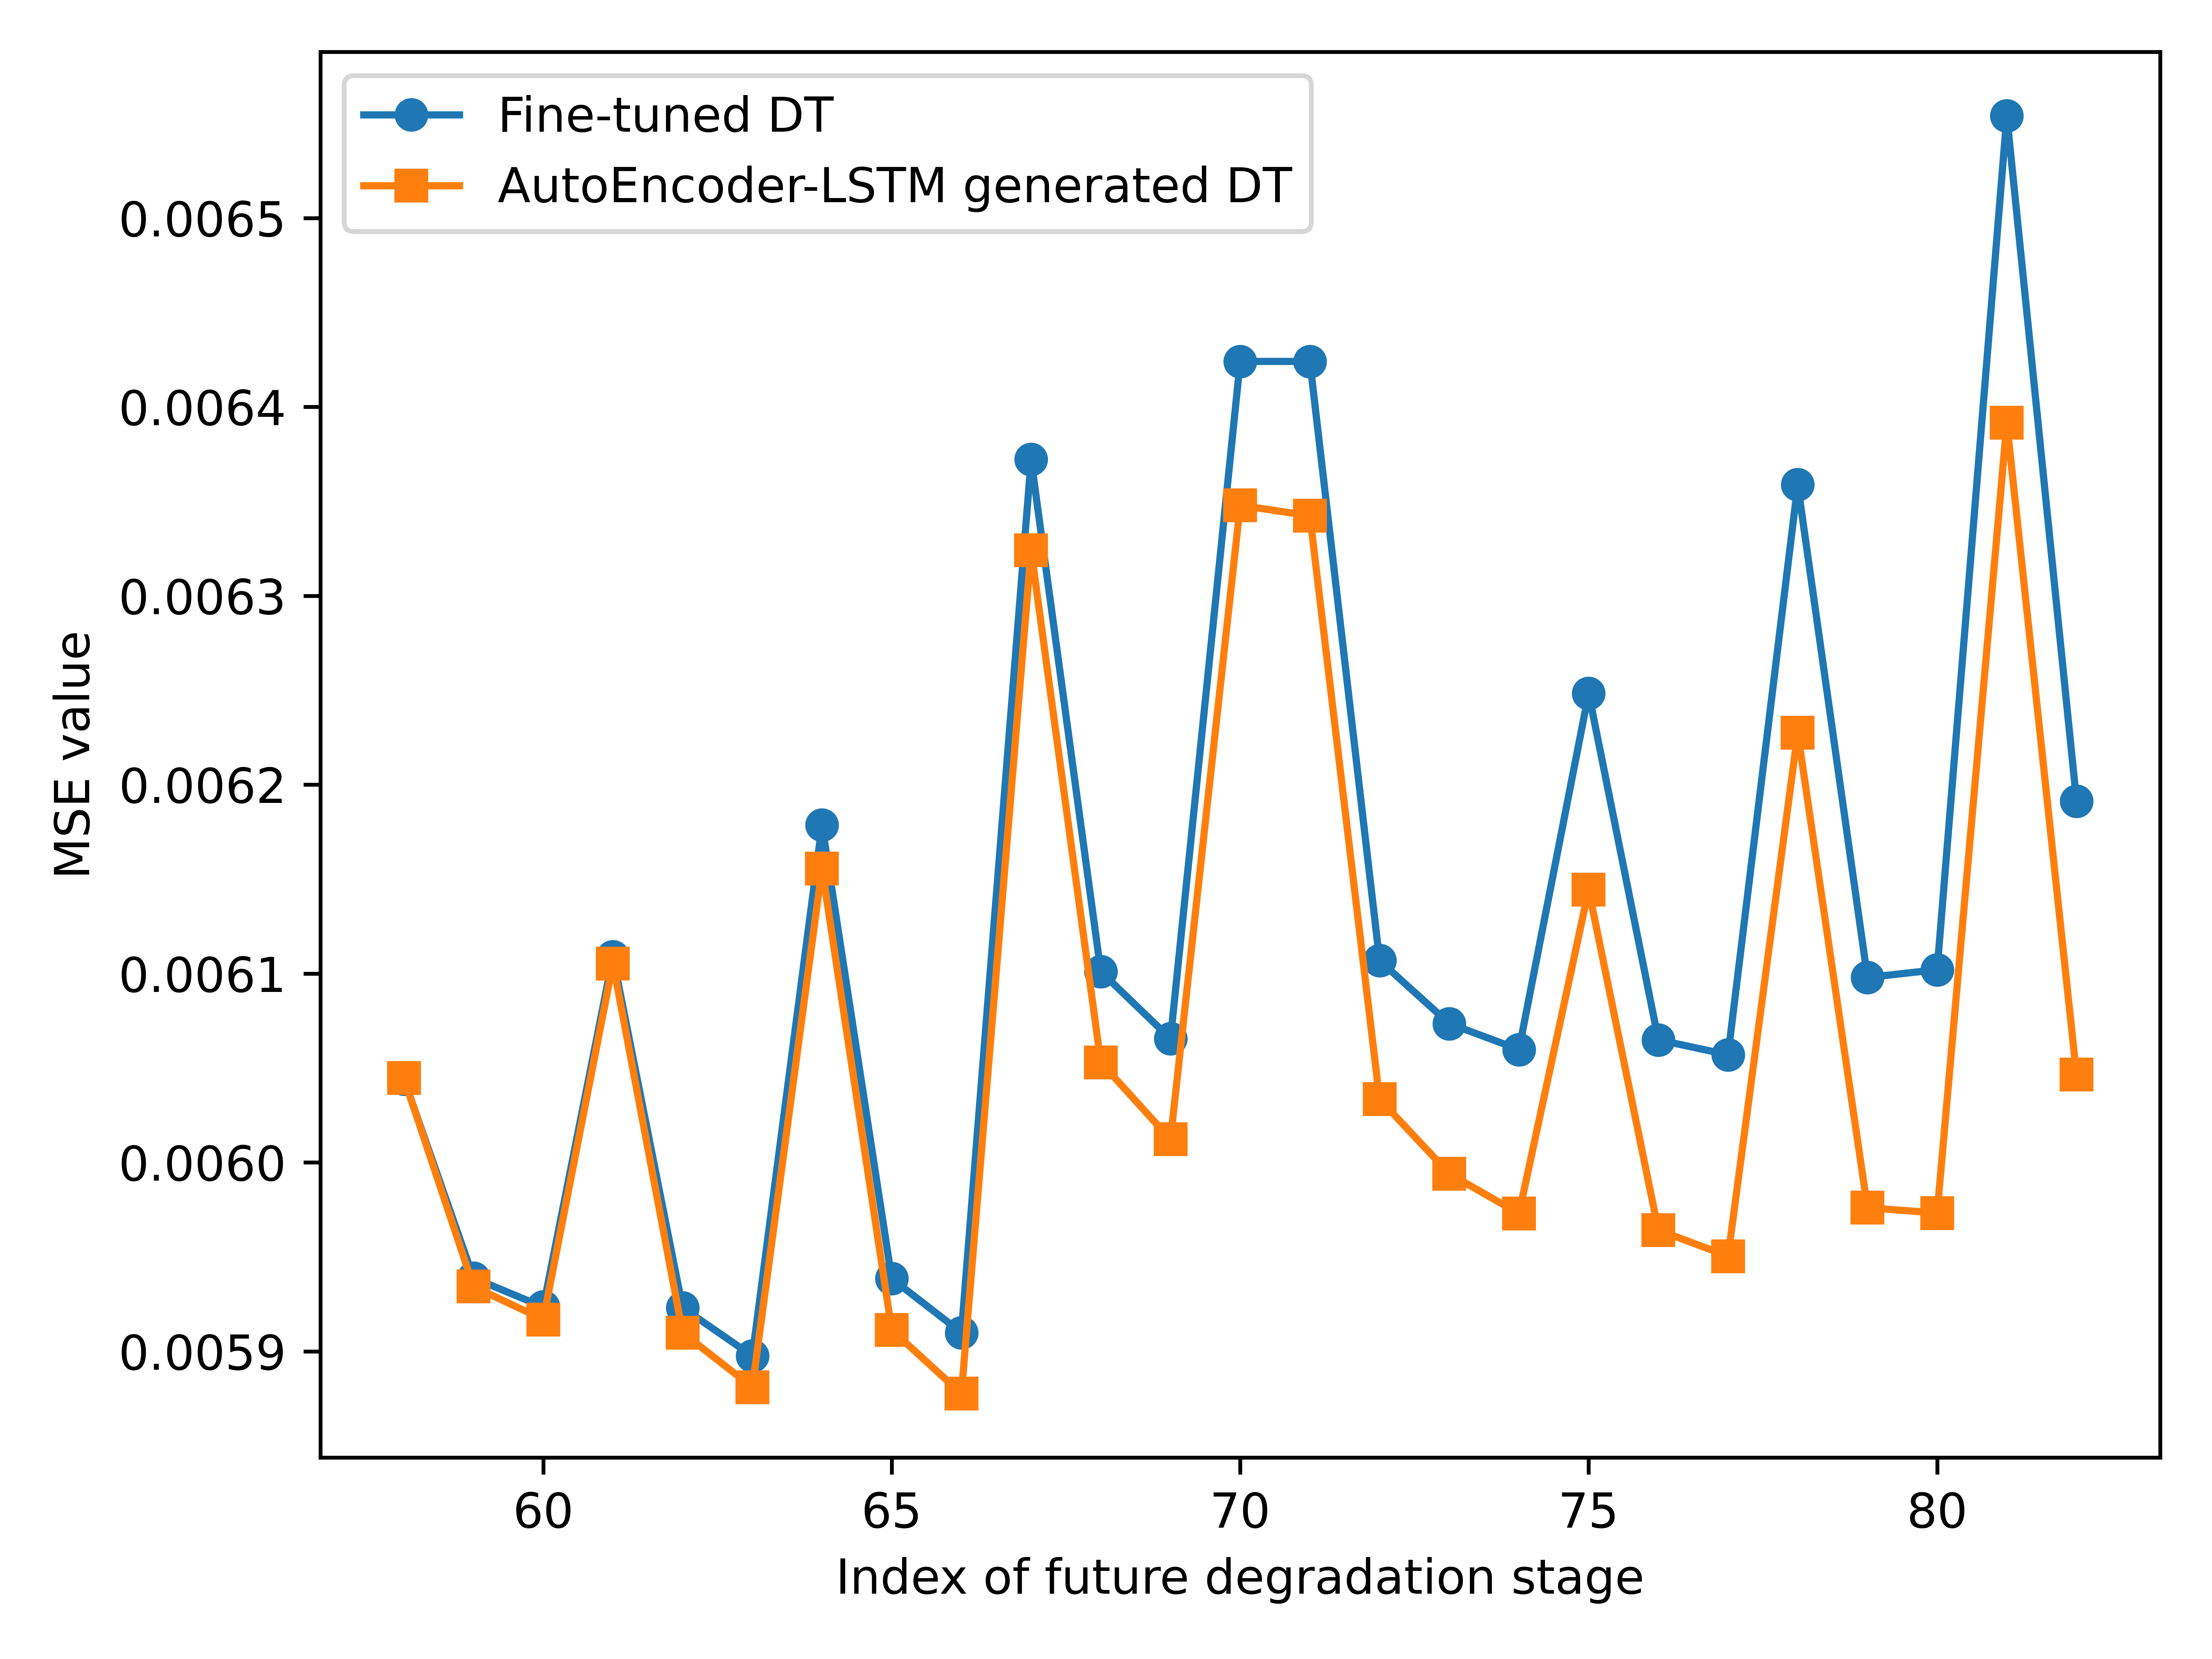 Fine-tuned DT
AutoEncoder-LSTM generated DT
0.0065
0.0064
0.0063
0.0062
0.0061
0.0060
0.0059
MSE value
60 65 70 75 80
Index of future degradation stage